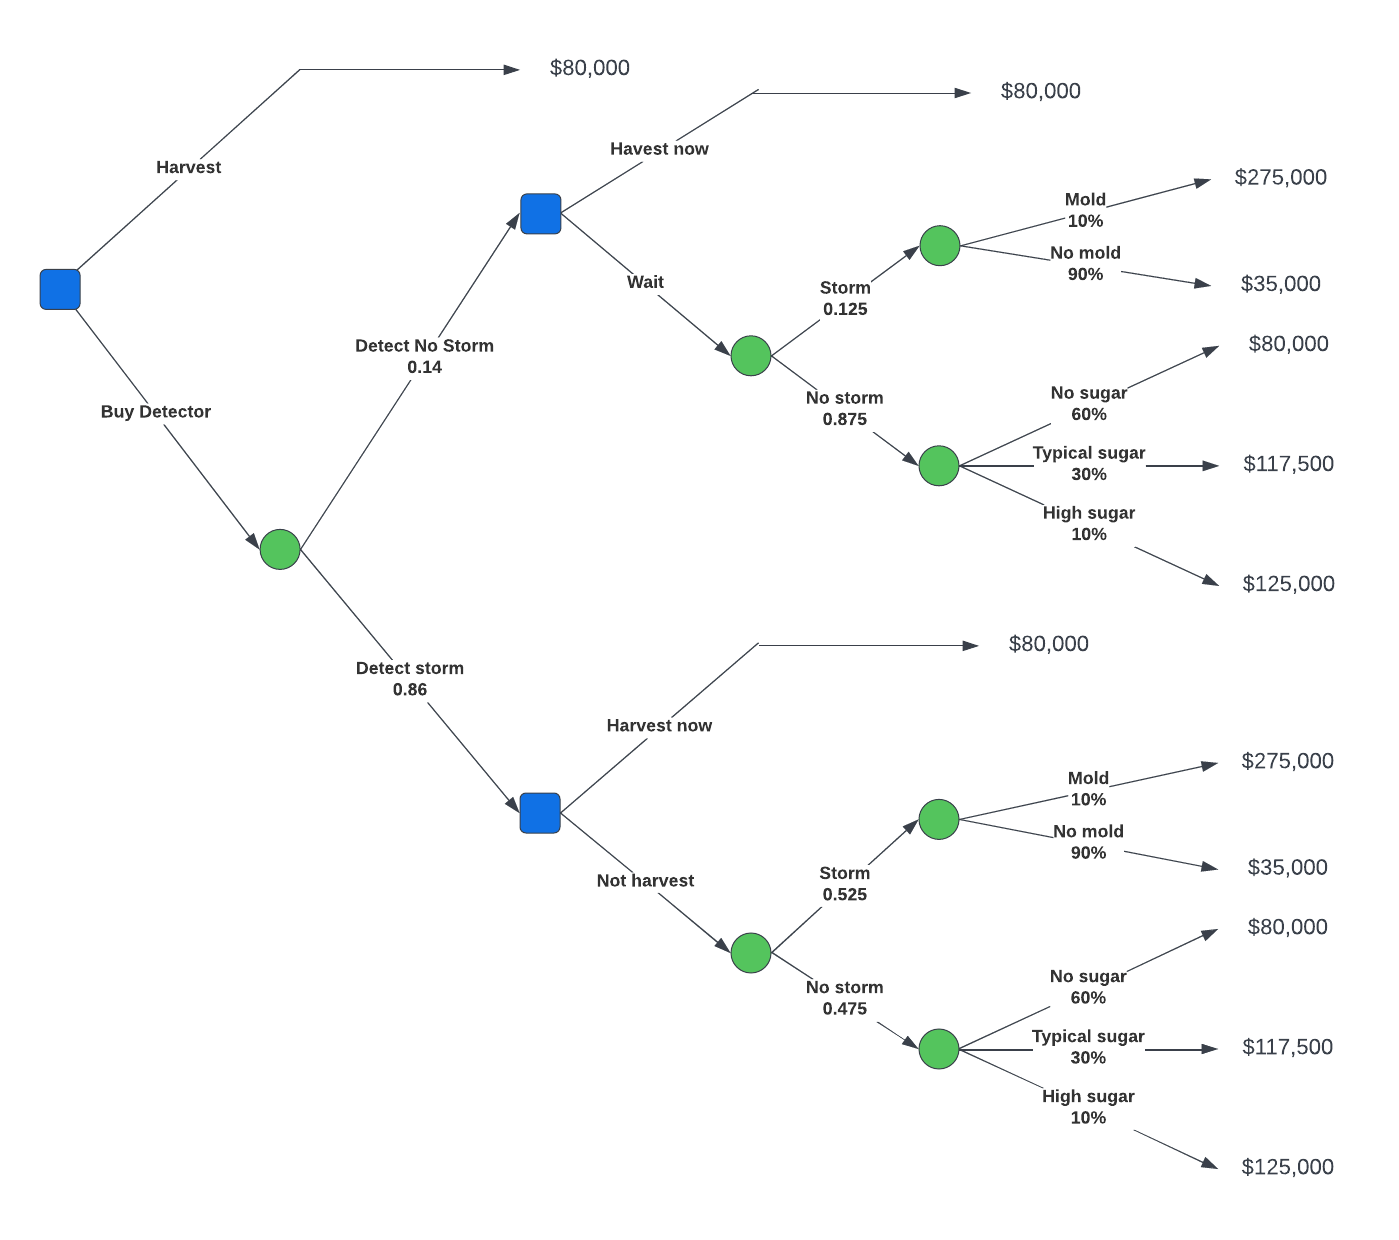 $80,000
Harvest
Buy Detector
Detect No Storm
0.14
Detect storm
0.86
Havest now
$80,000
Wait
Storm
0.125
Mold
10%
$275,000
No mold
90%
$35,000
No storm
0.875
No sugar
60%
$80,000
Typical sugar
30%
$117,500
High sugar
10%
$125,000
Harvest now
$80,000
Not harvest
Storm
0.525
Mold
10%
$275,000
No mold
90%
$35,000
No storm
0.475
No sugar
60%
$80,000
Typical sugar
30%
$117,500
High sugar
10%
$125,000